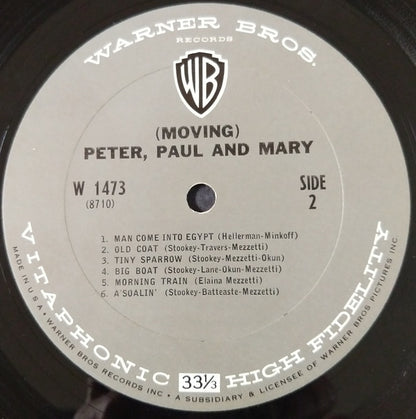 WARNER BROS.
RECORDS
WB
(MOVING)
PETER, PAUL AND MARY
W 1473
(8710)
SIDE
2
1. MAN COME INTO EGYPT (Hellerman-Minkoff)
2. OLD COAT (Stookey-Travers-Mezzetti)
3. TINY SPARROW (Stookey-Mezzetti-Okun)
4. BIG BOAT (Stookey-Lane-Okun-Mezzetti)
5. MORNING TRAIN (Elaina Mezzetti)
6. A'SOALIN' (Stookey-Batteaste-Mezzetti)
VITAPHONIC 33⅓ HIGH FIDELITY
MADE IN U.S.A. • WARNER BROS RECORDS INC • A SUBSIDIARY & LICENSEE OF WARNER BROS PICTURES INC